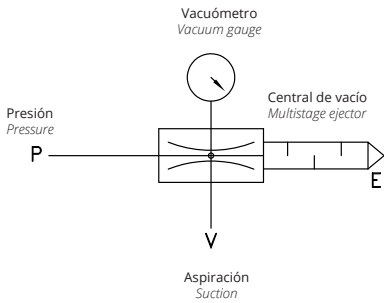 Vacuómetro
Vacuum gauge
Central de vacío
Multistage ejector
Presión
Pressure
P
E
V
Aspiración
Suction